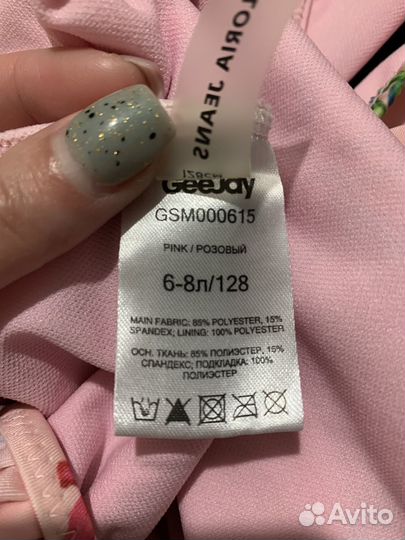 GLORIA JEANS
128см
GeeJay
GSM000615
PINK / РОЗОВЫЙ
6-8л/128
MAIN FABRIC: 85% POLYESTER, 15%
SPANDEX; LINING: 100% POLYESTER
ОСН. ТКАНЬ: 85% ПОЛИЭСТЕР, 15%
СПАНДЕКС; ПОДКЛАДКА: 100%
ПОЛИЭСТЕР
Avito